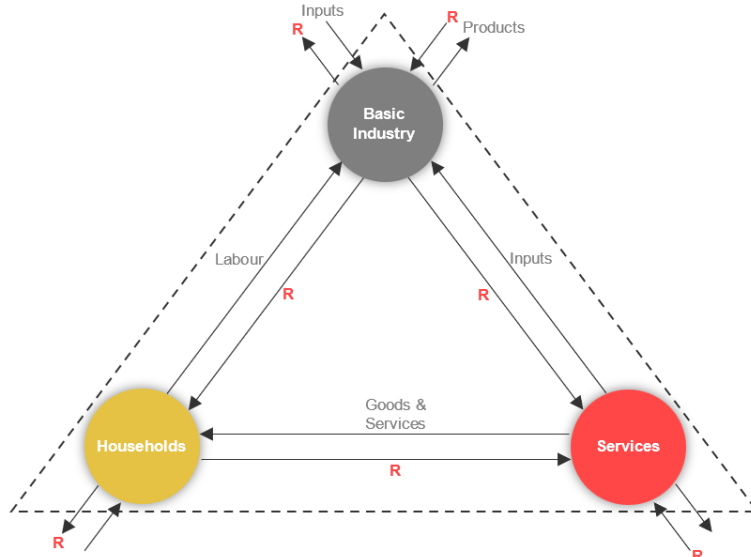 Inputs
R
R
Products
Basic
Industry
Labour
Inputs
R
R
Goods &
Services
Households
Services
R
R
R